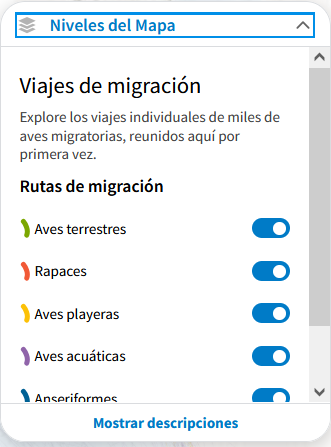 Niveles del Mapa
Viajes de migración
Explore los viajes individuales de miles de
aves migratorias, reunidos aquí por
primera vez.
Rutas de migración
Aves terrestres
Rapaces
Aves playeras
Aves acuáticas
Anseriformes
Mostrar descripciones